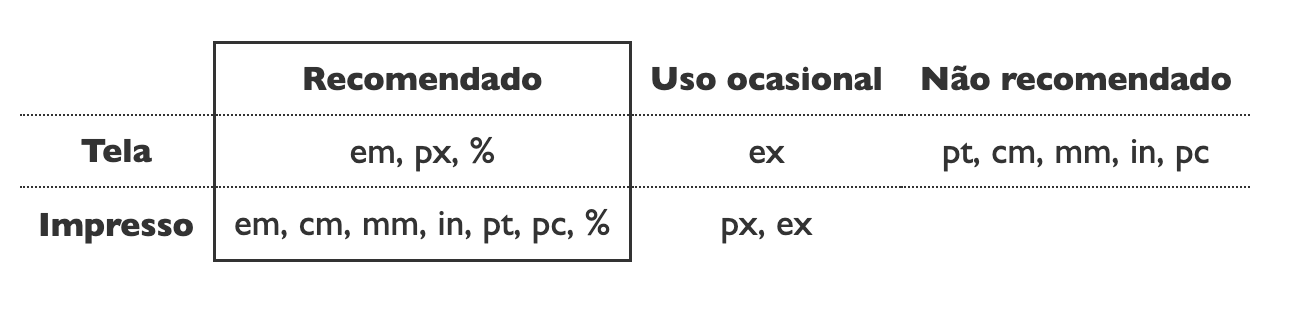 Recomendado Uso ocasional Não recomendado
Tela em, px, % ex pt, cm, mm, in, pc
Impresso em, cm, mm, in, pt, pc, % px, ex